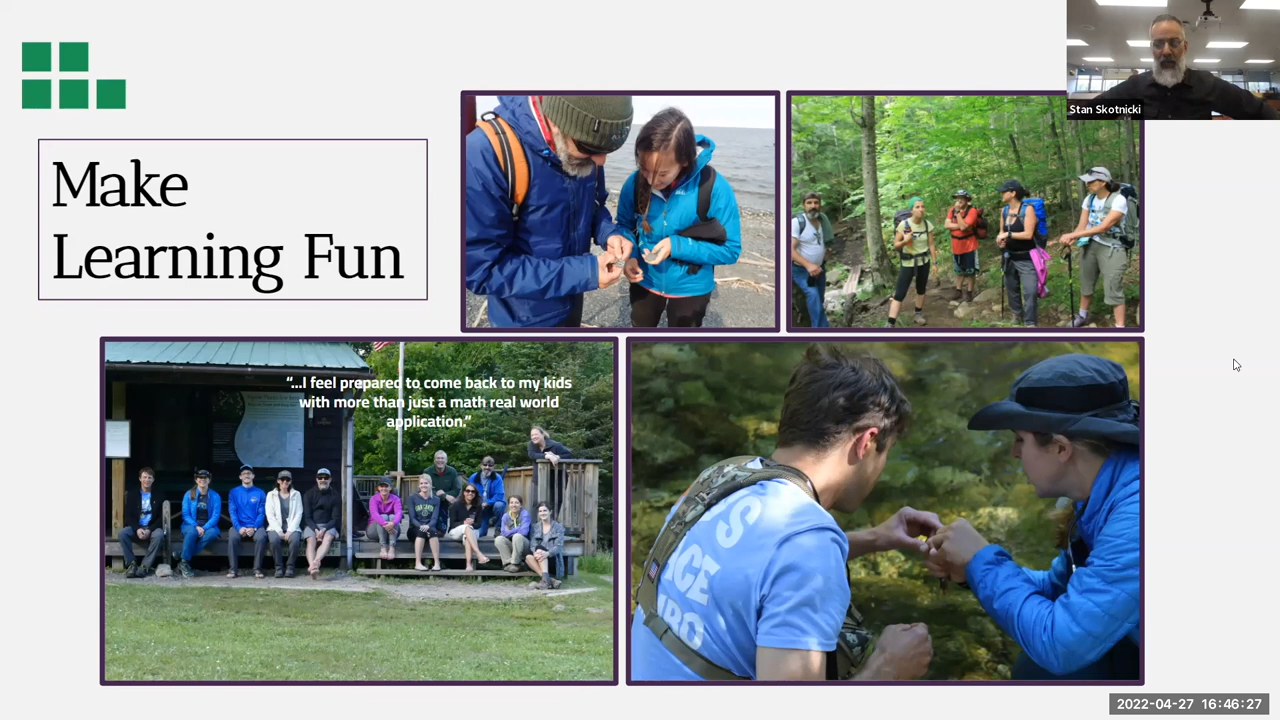 Stan Skotnicki
Make
Learning Fun
“...I feel prepared to come back to my kids
with more than just a math real world
application.”
2022-04-27 16:46:27